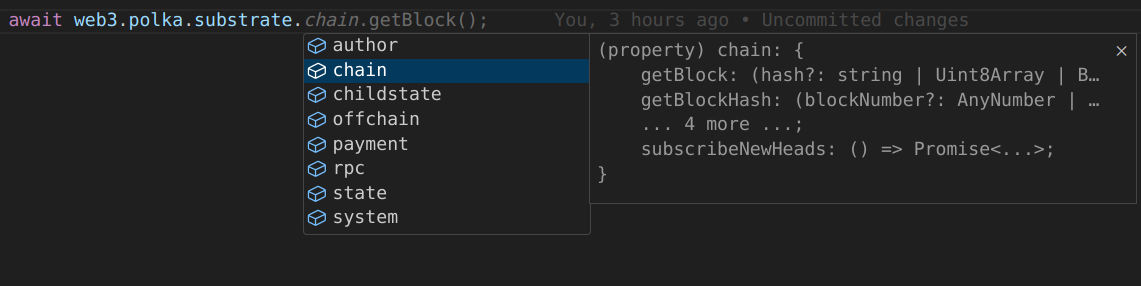 await web3.polka.substrate.chain.getBlock(); You, 3 hours ago • Uncommitted changes
author
chain
childstate
offchain
payment
rpc
state
system
(property) chain: {
getBlock: (hash?: string | Uint8Array | B…
getBlockHash: (blockNumber?: AnyNumber | …
... 4 more ...;
subscribeNewHeads: () => Promise<...>;
}